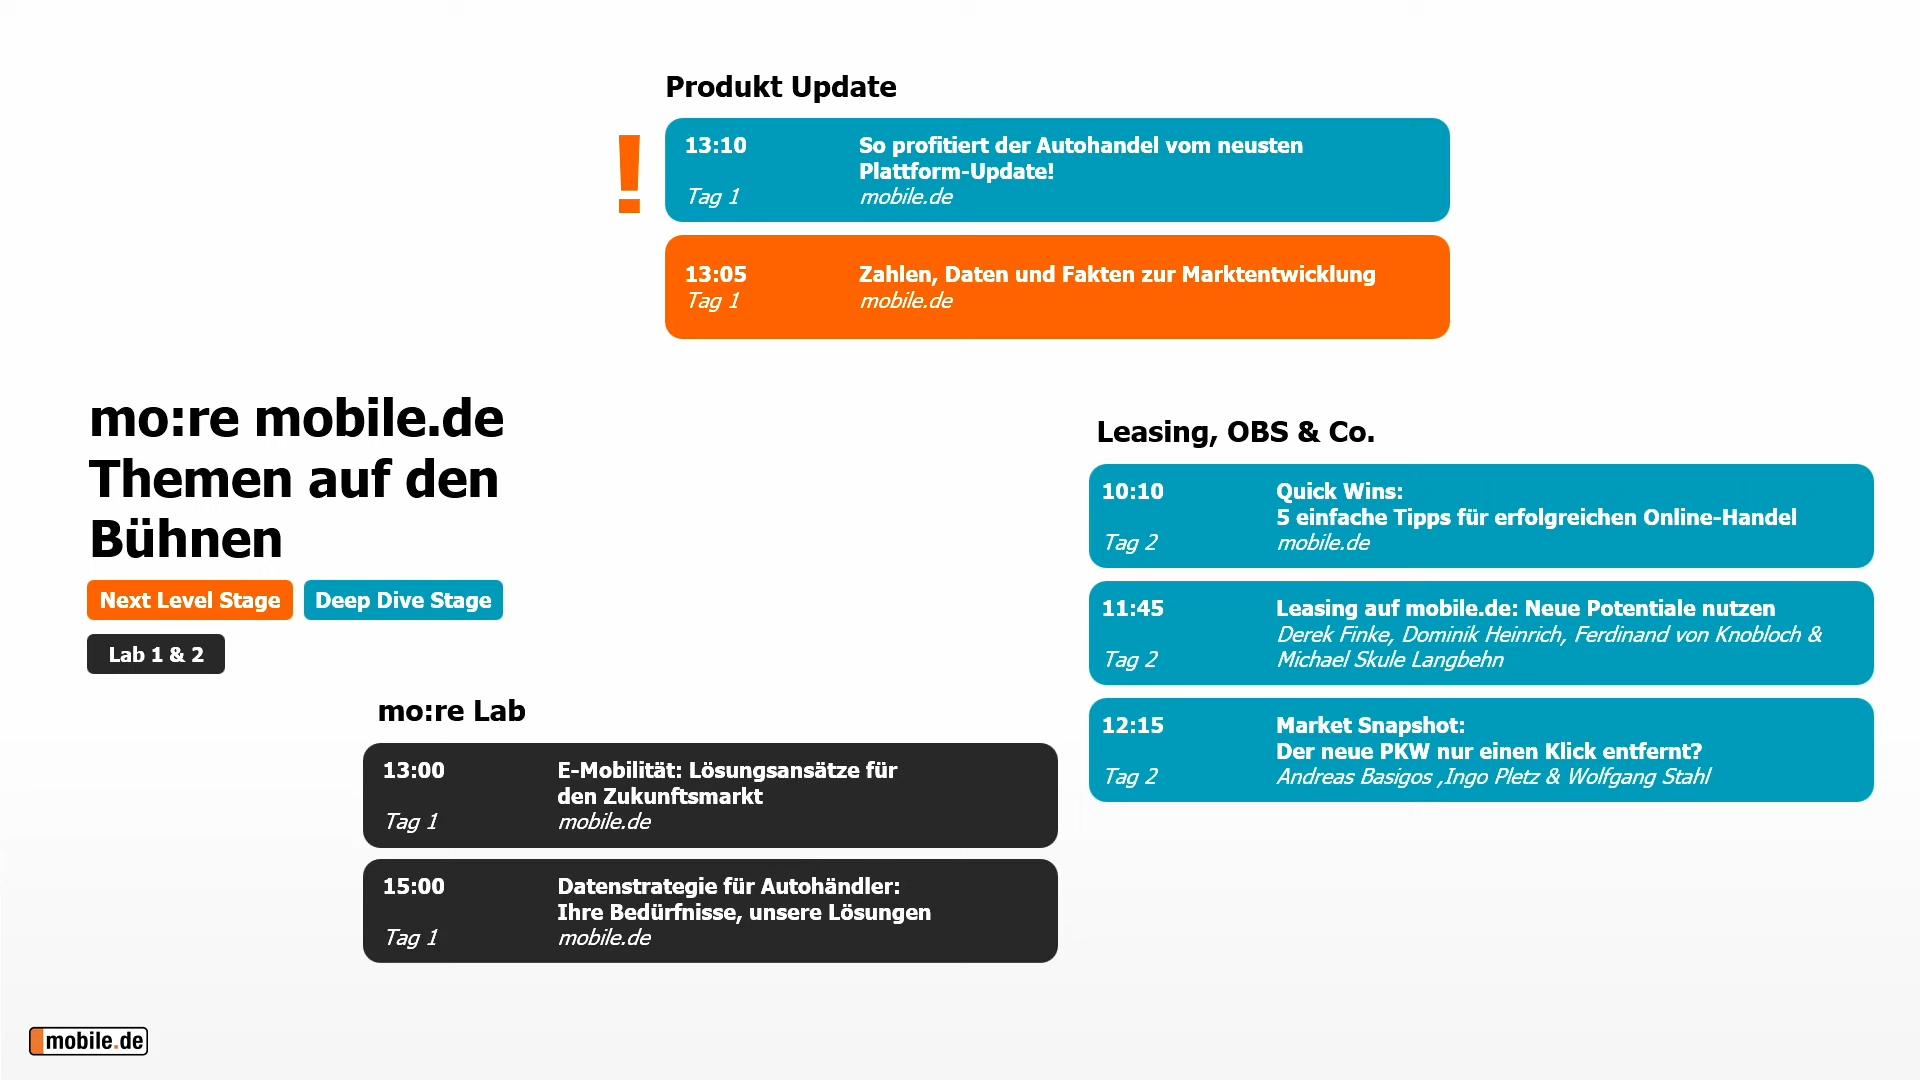 Produkt Update
!
13:10
So profitiert der Autohandel vom neusten
Plattform-Update!
Tag 1
mobile.de
13:05
Zahlen, Daten und Fakten zur Marktentwicklung
Tag 1
mobile.de
mo:re mobile.de
Themen auf den
Bühnen
Next Level Stage
Deep Dive Stage
Lab 1 & 2
Leasing, OBS & Co.
10:10
Quick Wins:
5 einfache Tipps für erfolgreichen Online-Handel
Tag 2
mobile.de
11:45
Leasing auf mobile.de: Neue Potentiale nutzen
Derek Finke, Dominik Heinrich, Ferdinand von Knobloch &
Tag 2
Michael Skule Langbehn
12:15
Market Snapshot:
Der neue PKW nur einen Klick entfernt?
Tag 2
Andreas Basigos ,Ingo Pletz & Wolfgang Stahl
mo:re Lab
13:00
E-Mobilität: Lösungsansätze für
den Zukunftsmarkt
Tag 1
mobile.de
15:00
Datenstrategie für Autohändler:
Ihre Bedürfnisse, unsere Lösungen
Tag 1
mobile.de
mobile.de